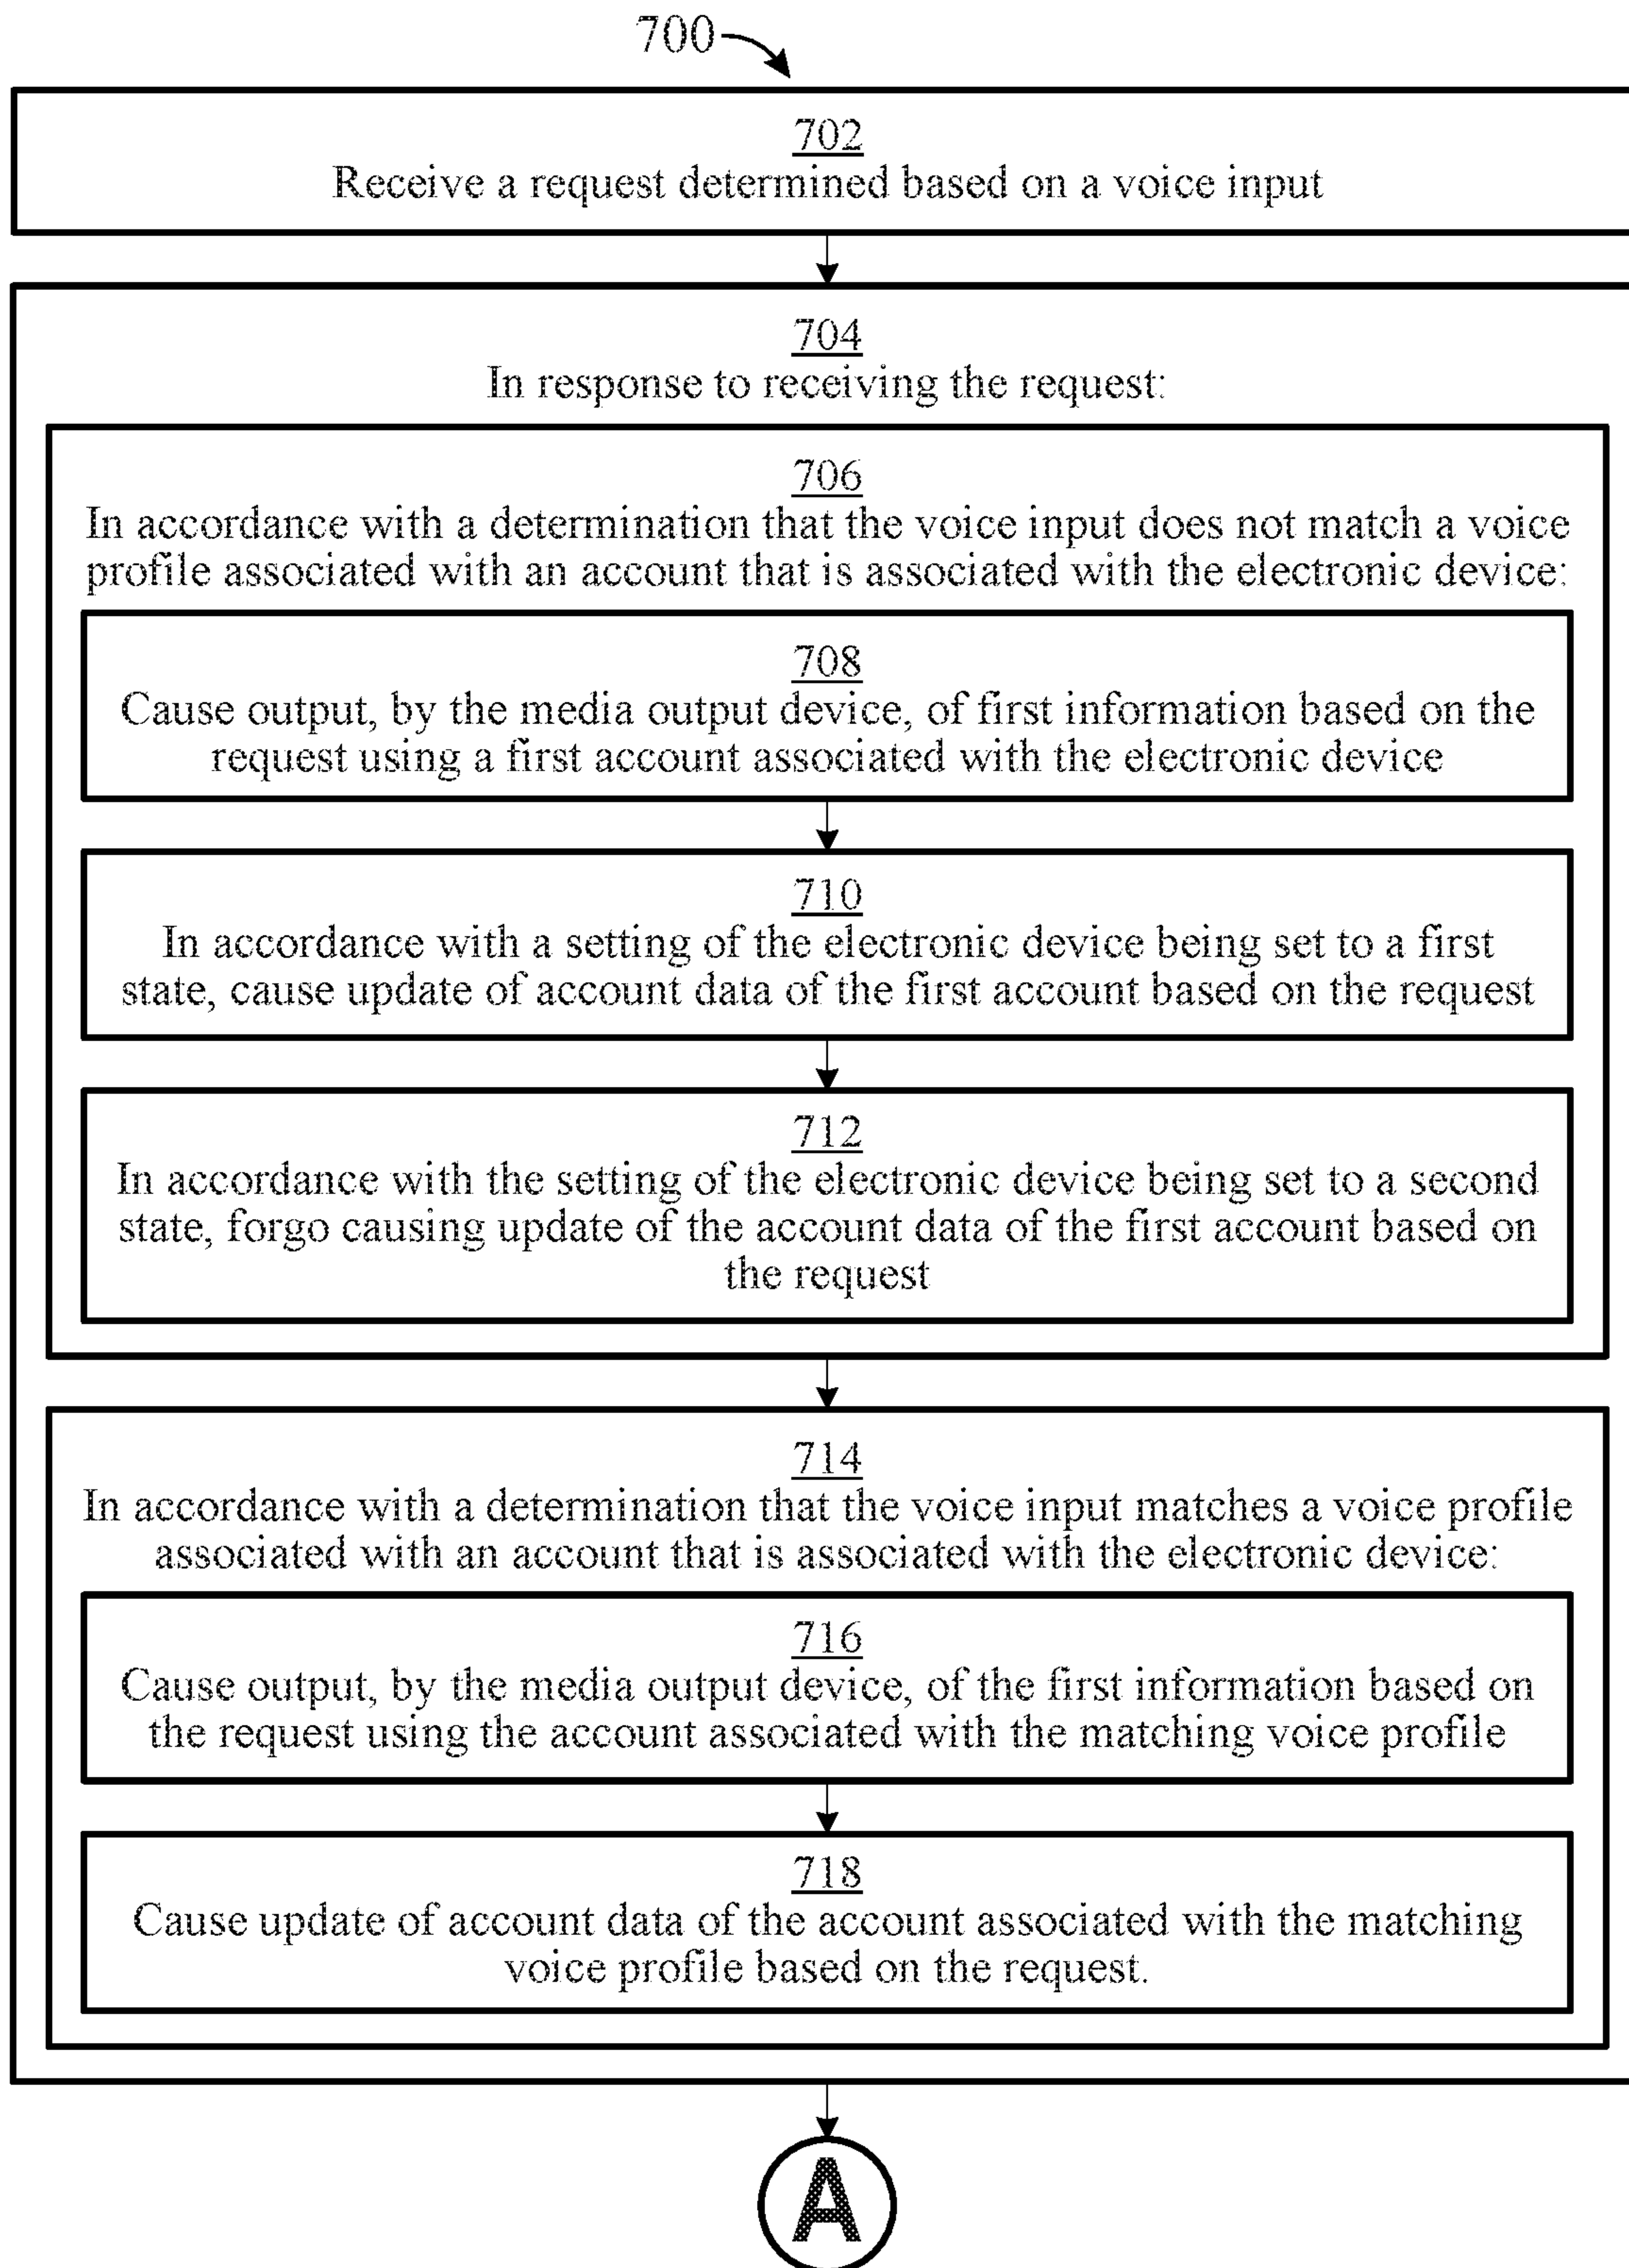 700
702
Receive a request determined based on a voice input
704
In response to receiving the request:
706
In accordance with a determination that the voice input does not match a voice
profile associated with an account that is associated with the electronic device:
708
Cause output, by the media output device, of first information based on the
request using a first account associated with the electronic device
710
In accordance with a setting of the electronic device being set to a first
state, cause update of account data of the first account based on the request
712
In accordance with the setting of the electronic device being set to a second
state, forgo causing update of the account data of the first account based on
the request
714
In accordance with a determination that the voice input matches a voice profile
associated with an account that is associated with the electronic device:
716
Cause output, by the media output device, of the first information based on
the request using the account associated with the matching voice profile
718
Cause update of account data of the account associated with the matching
voice profile based on the request.
A